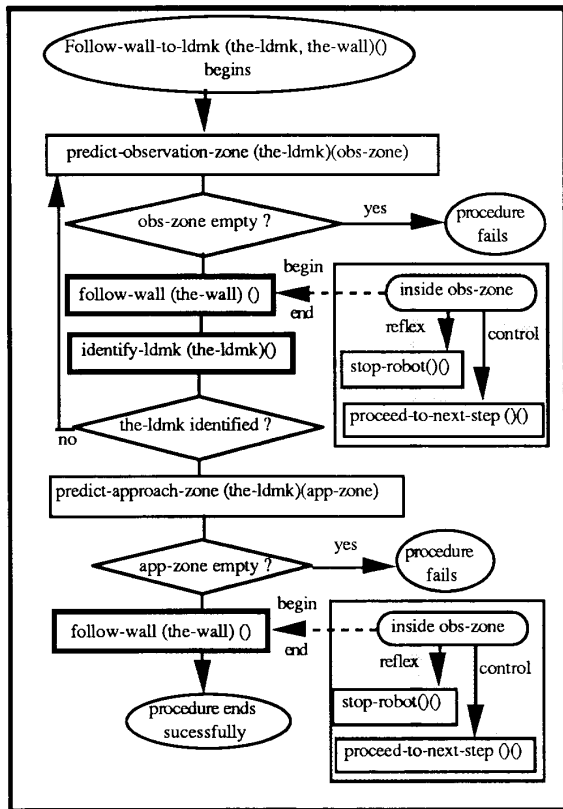 Follow-wall-to-ldmk (the-ldmk, the-wall)()
begins
predict-observation-zone (the-ldmk)(obs-zone)
obs-zone empty ?
yes
procedure
fails
begin
follow-wall (the-wall) ()
end
inside obs-zone
reflex
control
identify-ldmk (the-ldmk)()
stop-robot()()
proceed-to-next-step ()()
the-ldmk identified ?
no
predict-approach-zone (the-ldmk)(app-zone)
app-zone empty ?
yes
procedure
fails
begin
follow-wall (the-wall) ()
end
inside obs-zone
reflex
control
stop-robot()()
procedure ends
sucessfully
proceed-to-next-step ()()